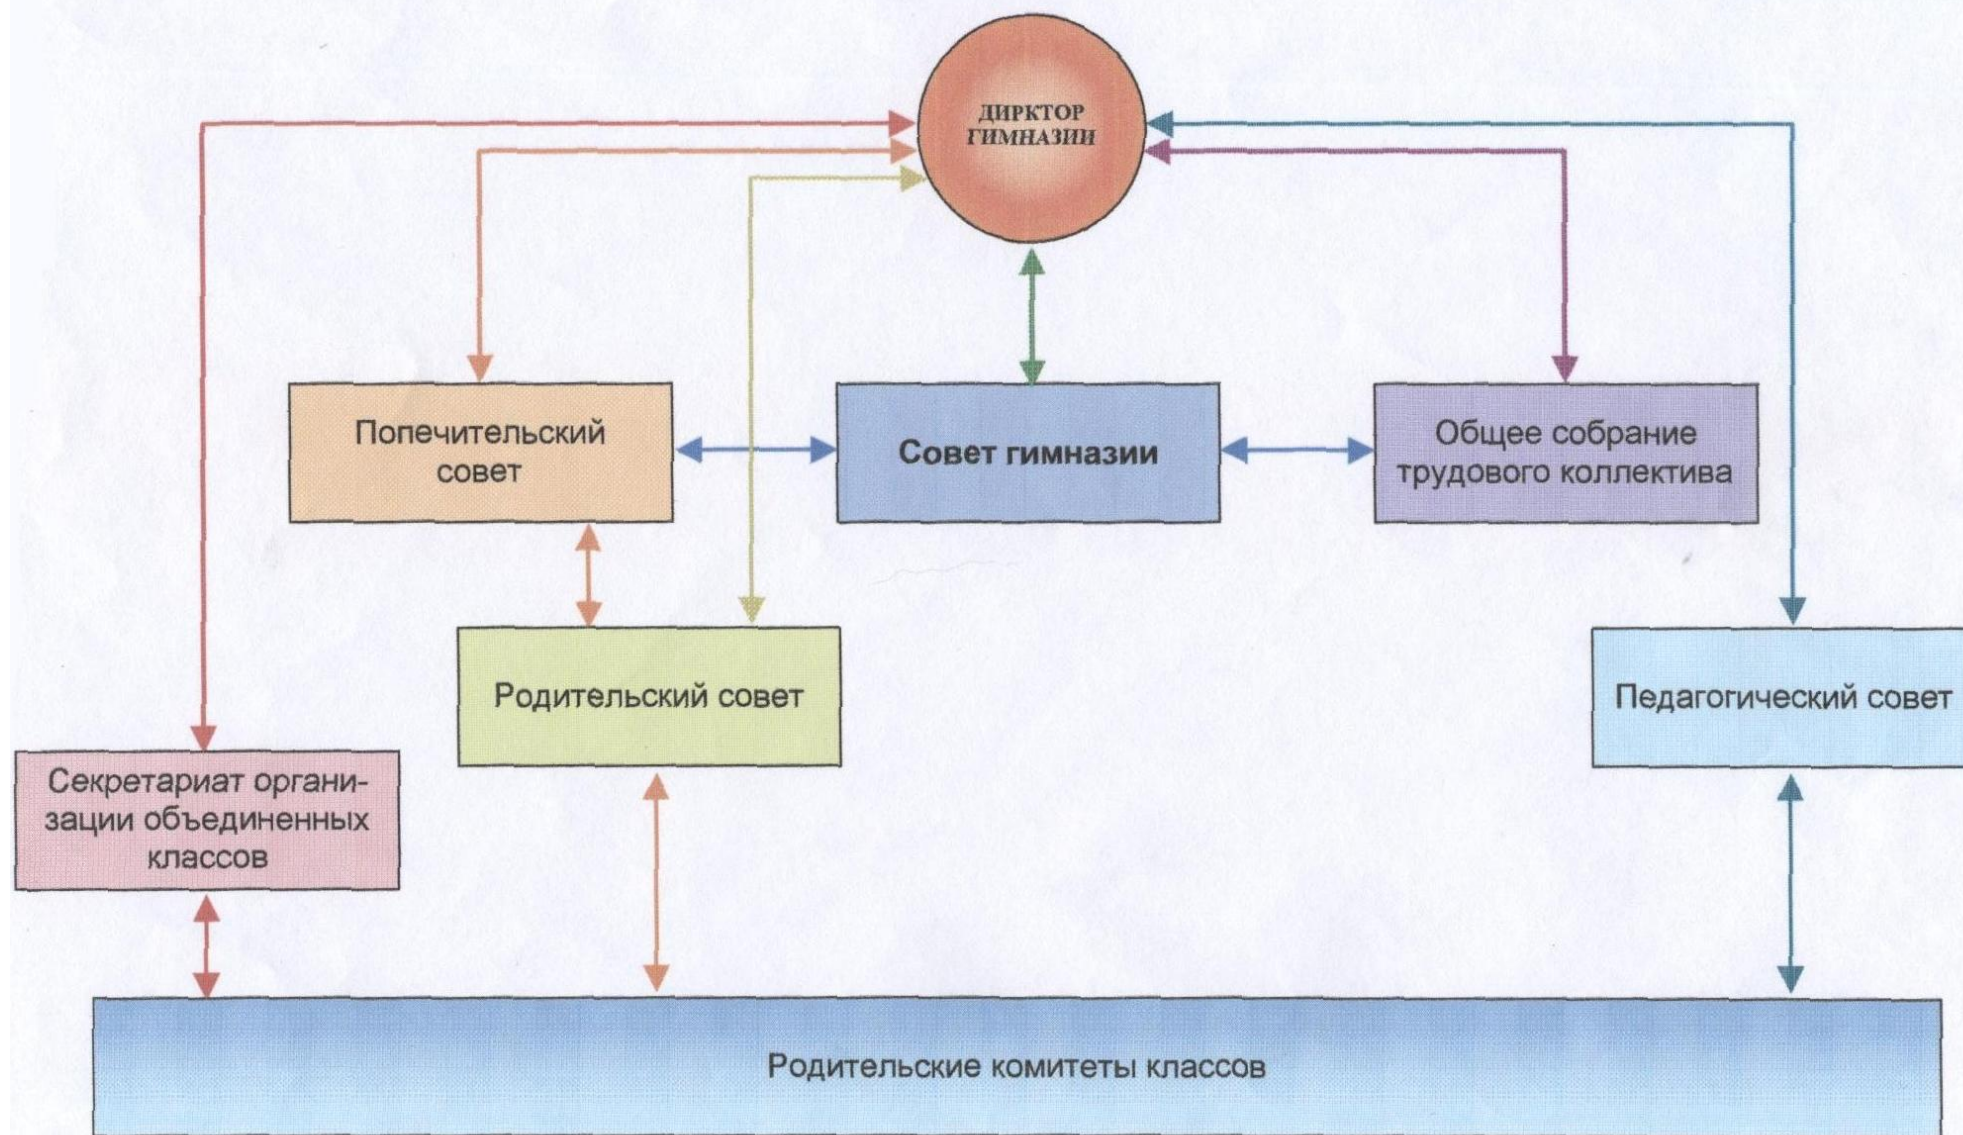 ДИРКТОР
ГИМНАЗИИ
Попечительский
совет
Совет гимназии
Общее собрание
трудового коллектива
Родительский совет
Педагогический совет
Секретариат органи-
зации объединенных
классов
Родительские комитеты классов